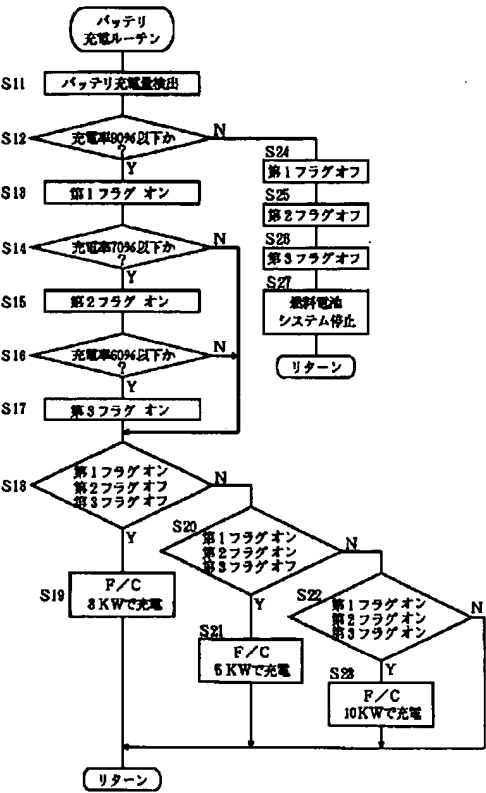 バッテリ
充電ルーチン
S11
バッテリ充電量検出
S12
充電率80%以下か
?
N
Y
S13
第1フラグ オン
S14
充電率70%以下か
?
N
Y
S15
第2フラグ オン
S16
充電率60%以下か
?
N
Y
S17
第3フラグ オン
S24
第1フラグオフ
S25
第2フラグオフ
S26
第3フラグオフ
S27
燃料電池
システム停止
リターン
S18
第1フラグオン
第2フラグオフ
第3フラグオフ
N
Y
S19
F/C
3KWで充電
S20
第1フラグオン
第2フラグオン
第3フラグオフ
N
Y
S21
F/C
5KWで充電
S22
第1フラグオン
第2フラグオン
第3フラグオン
N
Y
S23
F/C
10KWで充電
リターン